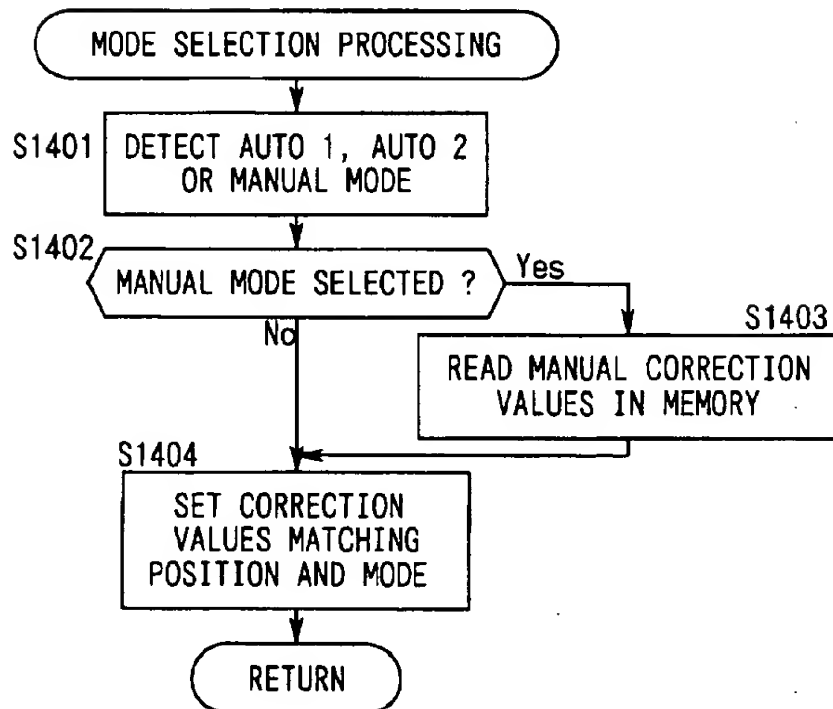 MODE SELECTION PROCESSING
S1401
DETECT AUTO 1, AUTO 2
OR MANUAL MODE
S1402
MANUAL MODE SELECTED ?
Yes
No
S1403
READ MANUAL CORRECTION
VALUES IN MEMORY
S1404
SET CORRECTION
VALUES MATCHING
POSITION AND MODE
RETURN